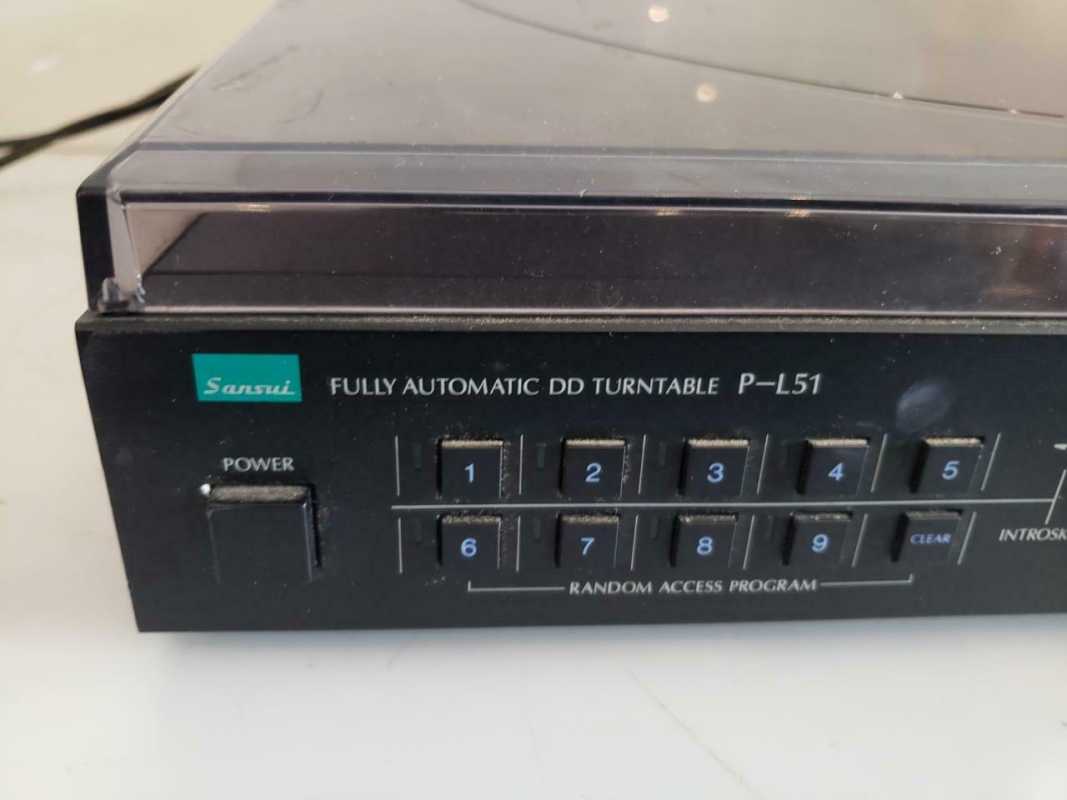 Sansui FULLY AUTOMATIC DD TURNTABLE P-L51
POWER
1 2 3 4 5
6 7 8 9 CLEAR
RANDOM ACCESS PROGRAM